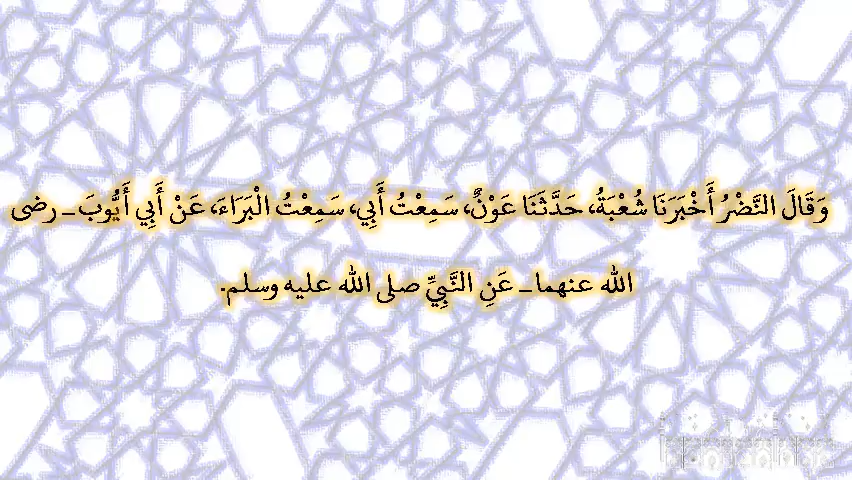 وَقَالَ النَّضْرُ أَخْبَرَنَا شُعْبَةُ، حَدَّثَنَا عَوْنٌ، سَمِعْتُ أَبِي، سَمِعْتُ الْبَرَاءَ، عَنْ أَبِي أَيُّوبَ ـ رضى
الله عنهما ـ عَنِ النَّبِيِّ صلى الله عليه وسلم.